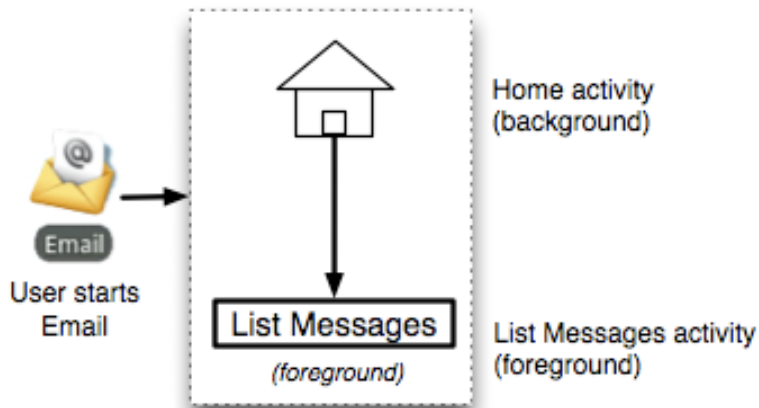 Home activity
(background)
@
Email
User starts
Email
List Messages
(foreground)
List Messages activity
(foreground)